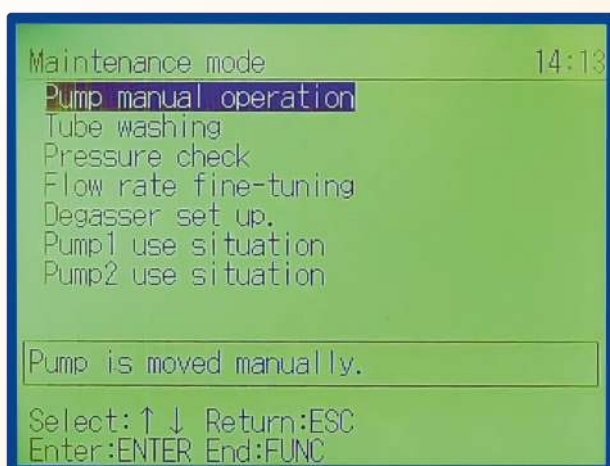 Maintenance mode 14:13
Pump manual operation
Tube washing
Pressure check
Flow rate fine-tuning
Degasser set up.
Pump1 use situation
Pump2 use situation
Pump is moved manually.
Select:↑↓ Return:ESC
Enter:ENTER End:FUNC